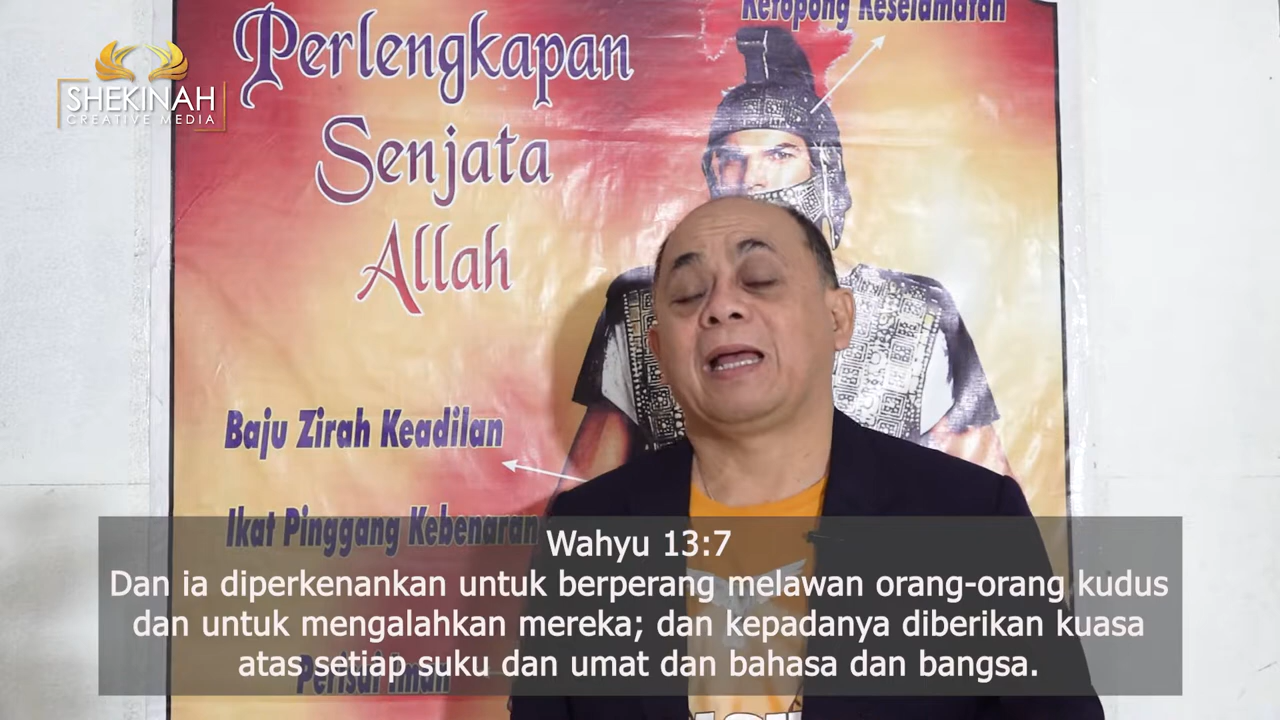 Ketopong Keselamatan
Perlengkapan
Senjata
Allah
SHEKINAH
CREATIVE MEDIA
Baju Zirah Keadilan
Ikat Pinggang Kebenaran
Wahyu 13:7
Dan ia diperkenankan untuk berperang melawan orang-orang kudus
dan untuk mengalahkan mereka; dan kepadanya diberikan kuasa
atas setiap suku dan umat dan bahasa dan bangsa.
Perisai Iman